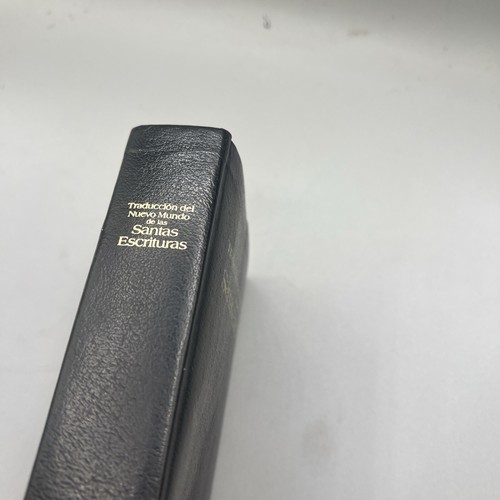 Traducción del
Nuevo Mundo
de las
Santas
Escrituras